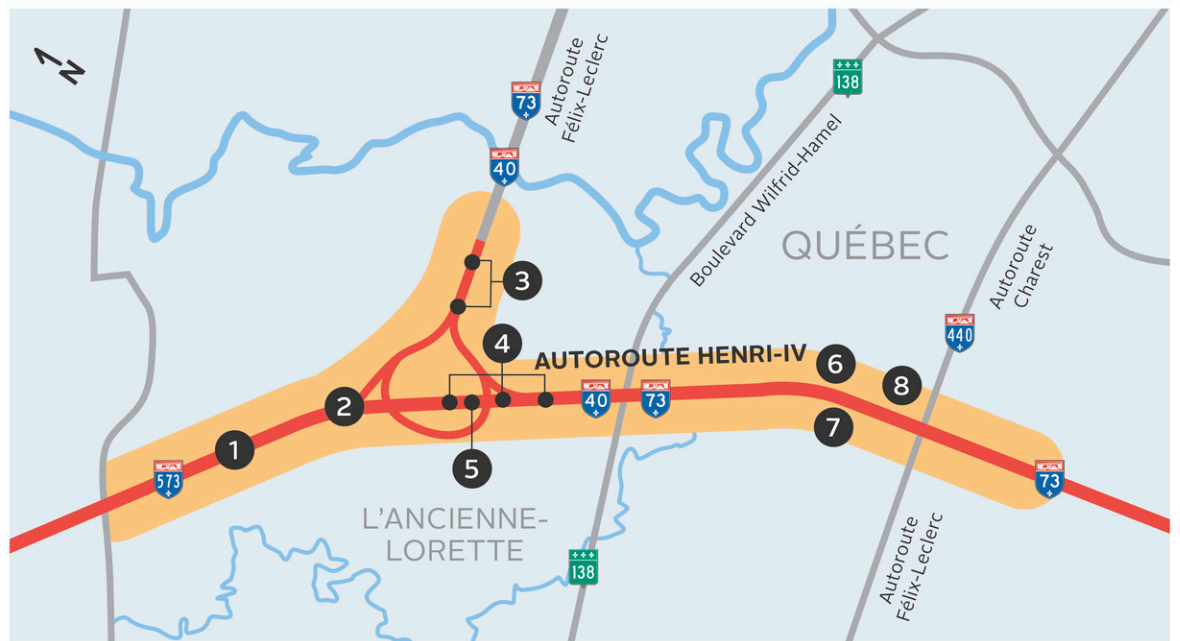 N
73
Autoroute
Félix-Leclerc
138
40
Boulevard Wilfrid-Hamel
QUÉBEC
3
Autoroute
Charest
440
4
AUTOROUTE HENRI-IV
6
8
2
40
73
7
1
5
573
73
L'ANCIENNE-
LORETTE
138
Autoroute
Félix-Leclerc